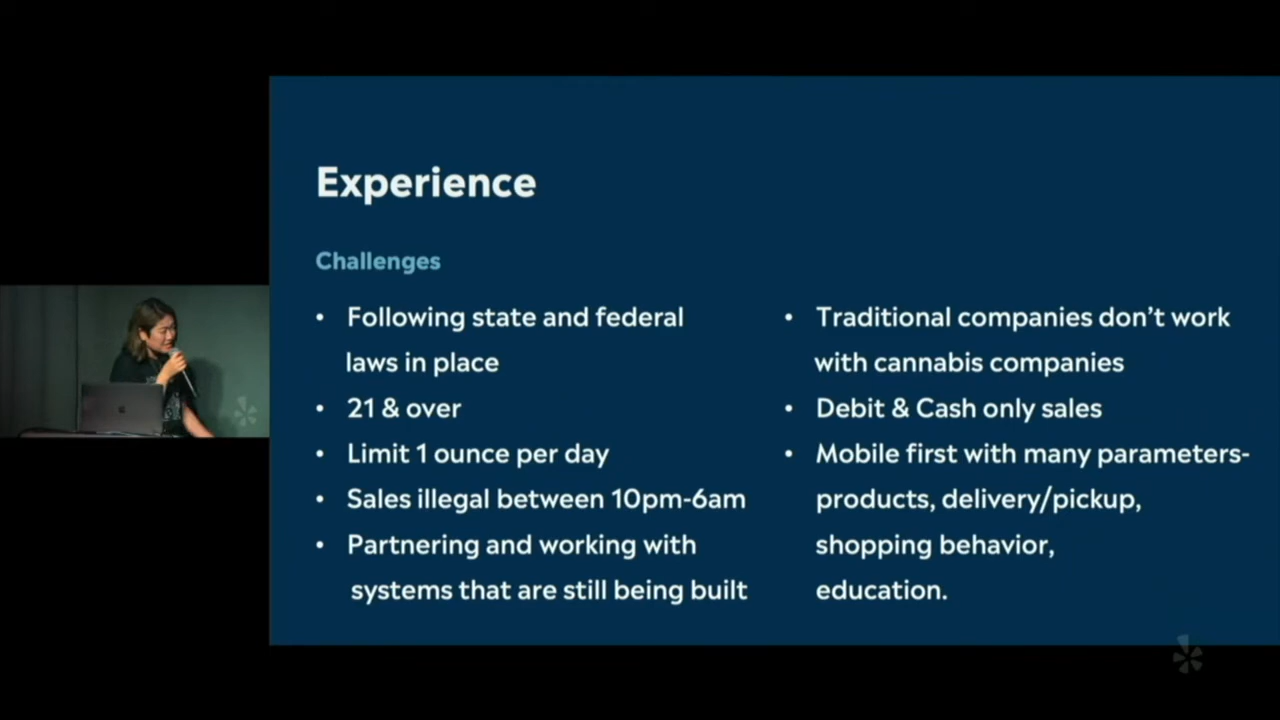 Experience
Challenges
• Following state and federal
laws in place
• 21 & over
• Limit 1 ounce per day
• Sales illegal between 10pm-6am
• Partnering and working with
systems that are still being built
• Traditional companies don't work
with cannabis companies
• Debit & Cash only sales
• Mobile first with many parameters-
products, delivery/pickup,
shopping behavior,
education.